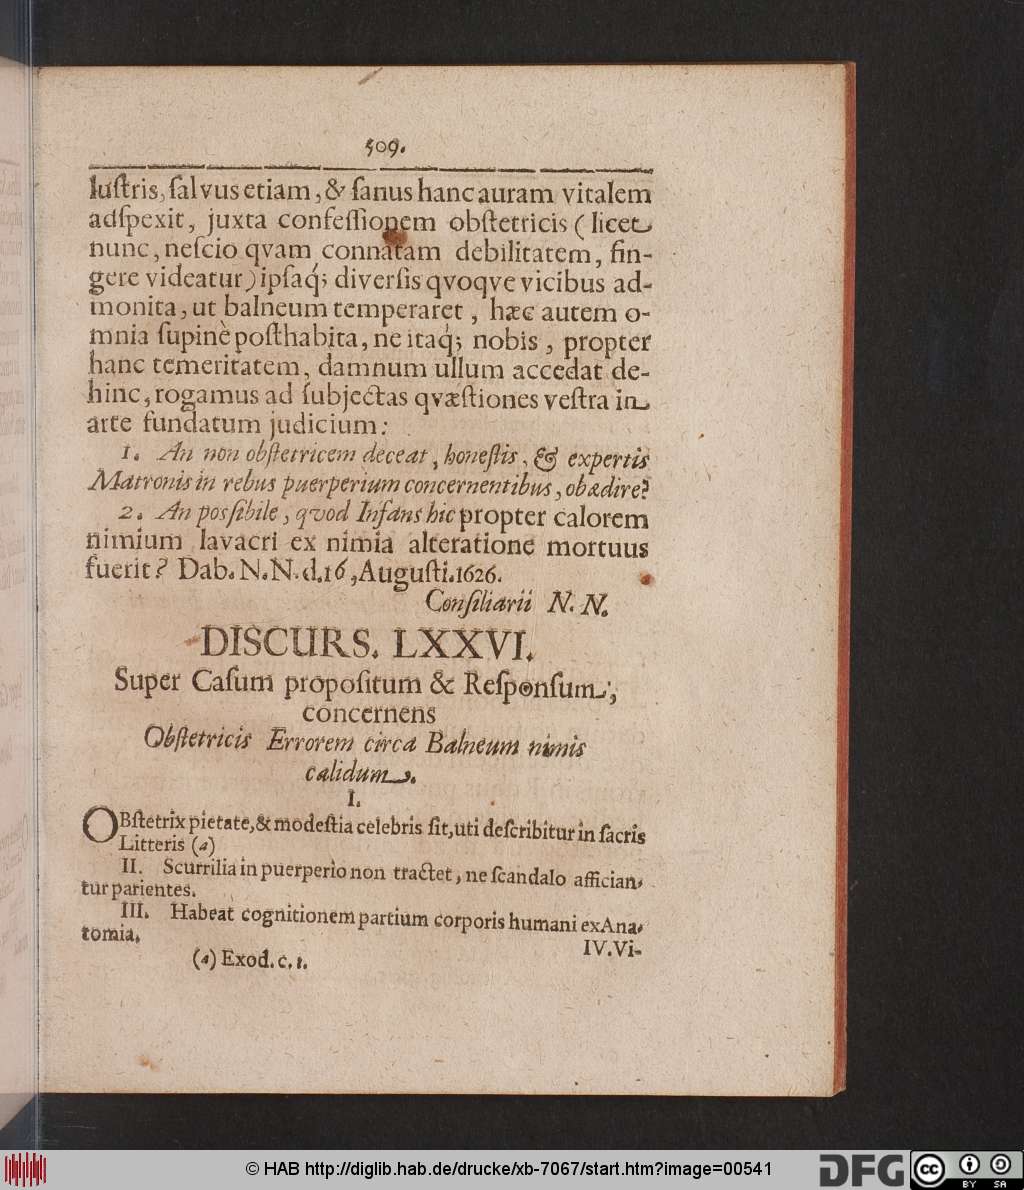 509.
luſtris, ſalvus etiam, & ſanus hanc auram vitalem
adſpexit, juxta confeſſionem obſtetricis (licet
nunc, neſcio qvam connatam debilitatem, fin-
gere videatur) ipſaq́; diverſis qvoqve vicibus ad-
monita, ut balneum temperaret, hæc autem o-
mnia ſupinè poſthabita, ne itaq́; nobis, propter
hanc temeritatem, damnum ullum accedat de-
hinc, rogamus ad ſubjectas qvæſtiones veſtra in
arte fundatum judicium:
1. An non obſtetricem deceat, honeſtis, & expertis
Matronis in rebus puerperium concernentibus, obædire?
2. An posſibile, qvod Infans hic propter calorem
nimium lavacri ex nimia alteratione mortuus
fuerit? Dab. N. N. d. 16, Auguſti. 1626.
Conſiliarii N. N.
DISCURS. LXXVI.
Super Caſum propoſitum & Reſponſum,
concernens
Obſtetricis Errorem circa Balneum nimis
calidum.
I.
OBſtetrix pietate, & modeſtia celebris ſit, uti deſcribitur in ſacris
Litteris (a)
II. Scurrilia in puerperio non tractet, ne ſcandalo affician-
tur parientes.
III. Habeat cognitionem partium corporis humani ex Ana-
tomia.
IV. Vi-
(a) Exod. c. 1.
© HAB http://diglib.hab.de/drucke/xb-7067/start.htm?image=00541
DFG
cc
BY SA